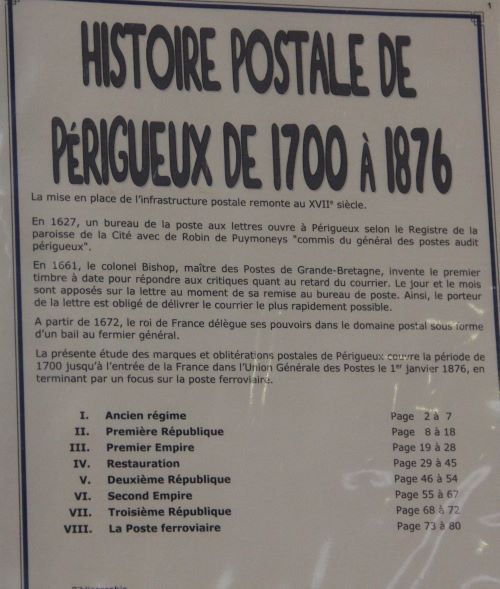 1
HISTOIRE POSTALE DE
PÉRIGUEUX DE 1700 À 1876
La mise en place de l'infrastructure postale remonte au XVIIe siècle.
En 1627, un bureau de la poste aux lettres ouvre à Périgueux selon le Registre de la
paroisse de la Cité avec de Robin de Puymoneys "commis du général des postes audit
périgueux".
En 1661, le colonel Bishop, maître des Postes de Grande-Bretagne, invente le premier
timbre à date pour répondre aux critiques quant au retard du courrier. Le jour et le mois
sont apposés sur la lettre au moment de sa remise au bureau de poste. Ainsi, le porteur
de la lettre est obligé de délivrer le courrier le plus rapidement possible.
A partir de 1672, le roi de France délègue ses pouvoirs dans le domaine postal sous forme
d'un bail au fermier général.
La présente étude des marques et oblitérations postales de Périgueux couvre la période de
1700 jusqu'à l'entrée de la France dans l'Union Générale des Postes le 1er janvier 1876, en
terminant par un focus sur la poste ferroviaire.
I. Ancien régime Page 2 à 7
II. Première République Page 8 à 18
III. Premier Empire Page 19 à 28
IV. Restauration Page 29 à 45
V. Deuxième République Page 46 à 54
VI. Second Empire Page 55 à 67
VII. Troisième République Page 68 à 72
VIII. La Poste ferroviaire Page 73 à 80